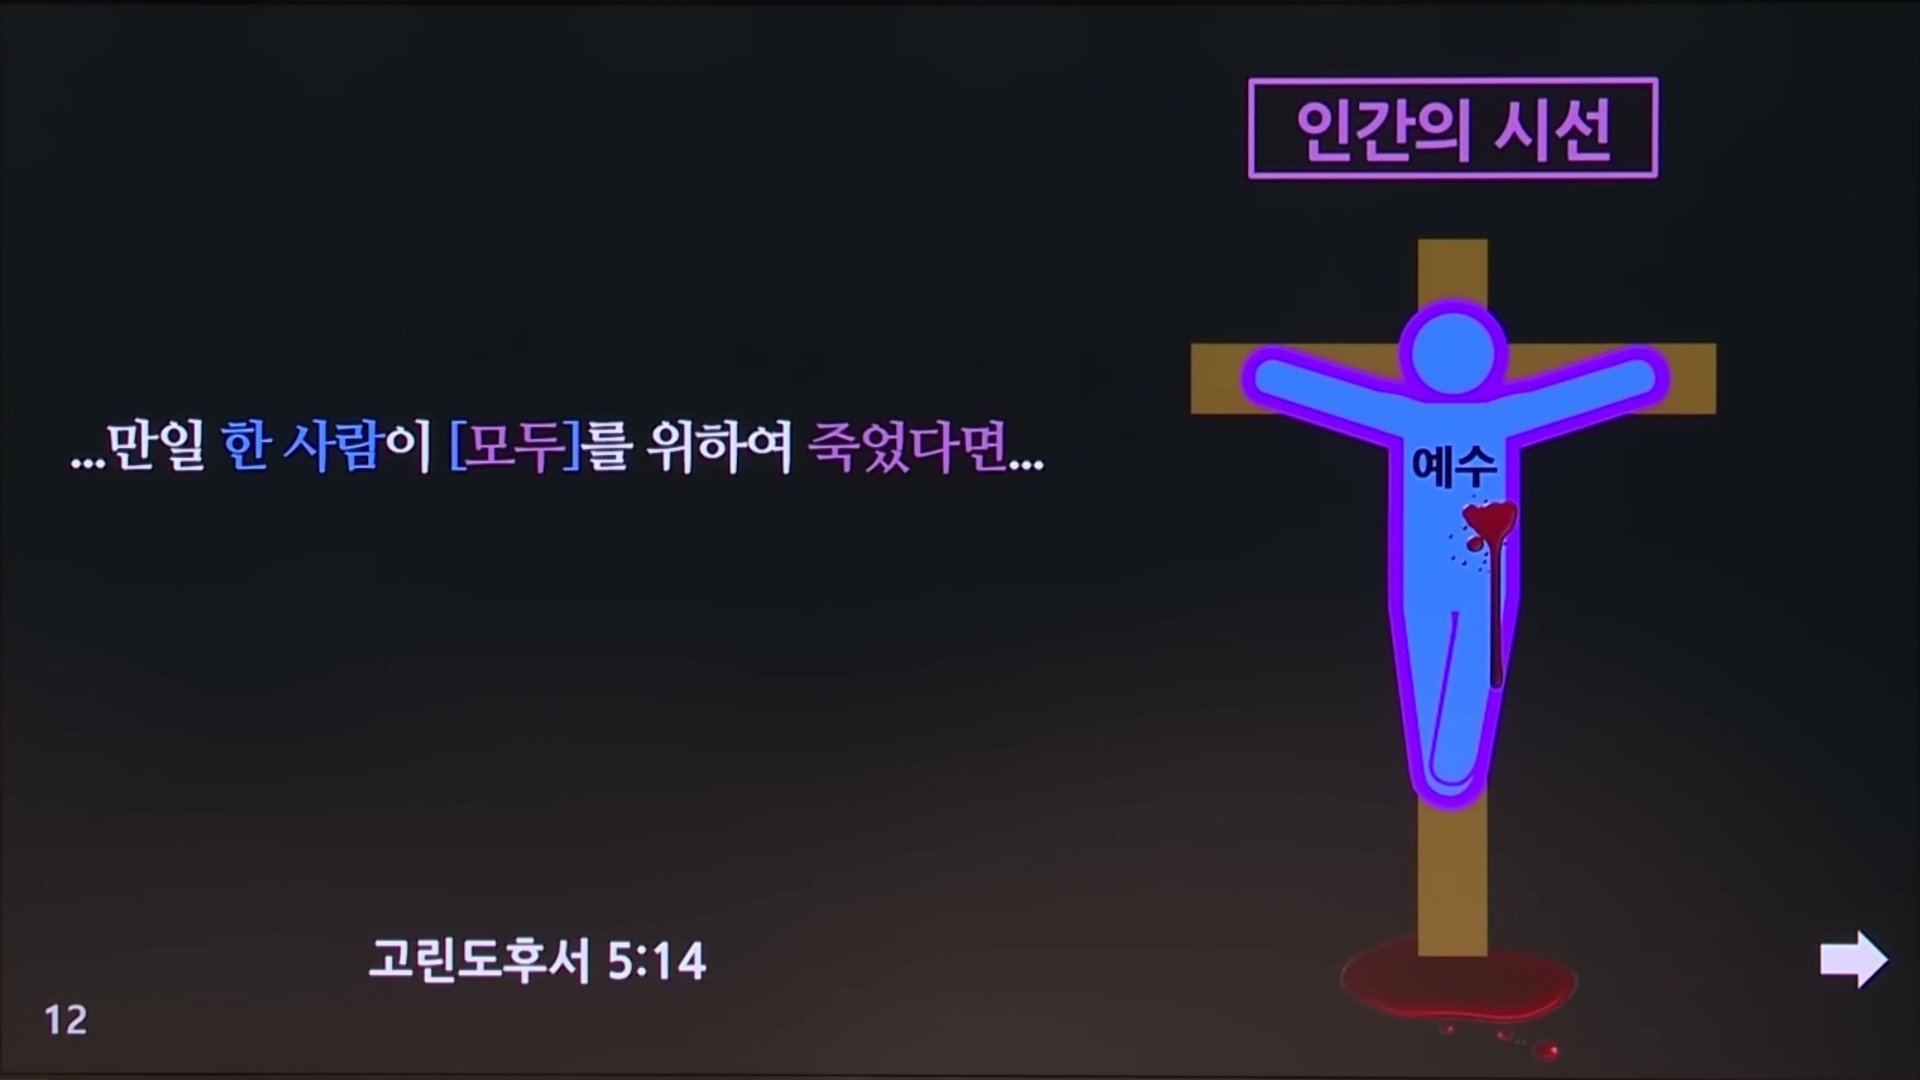 인간의 시선
...만일 한 사람이 [모두]를 위하여 죽었다면...
예수
고린도후서 5:14
12